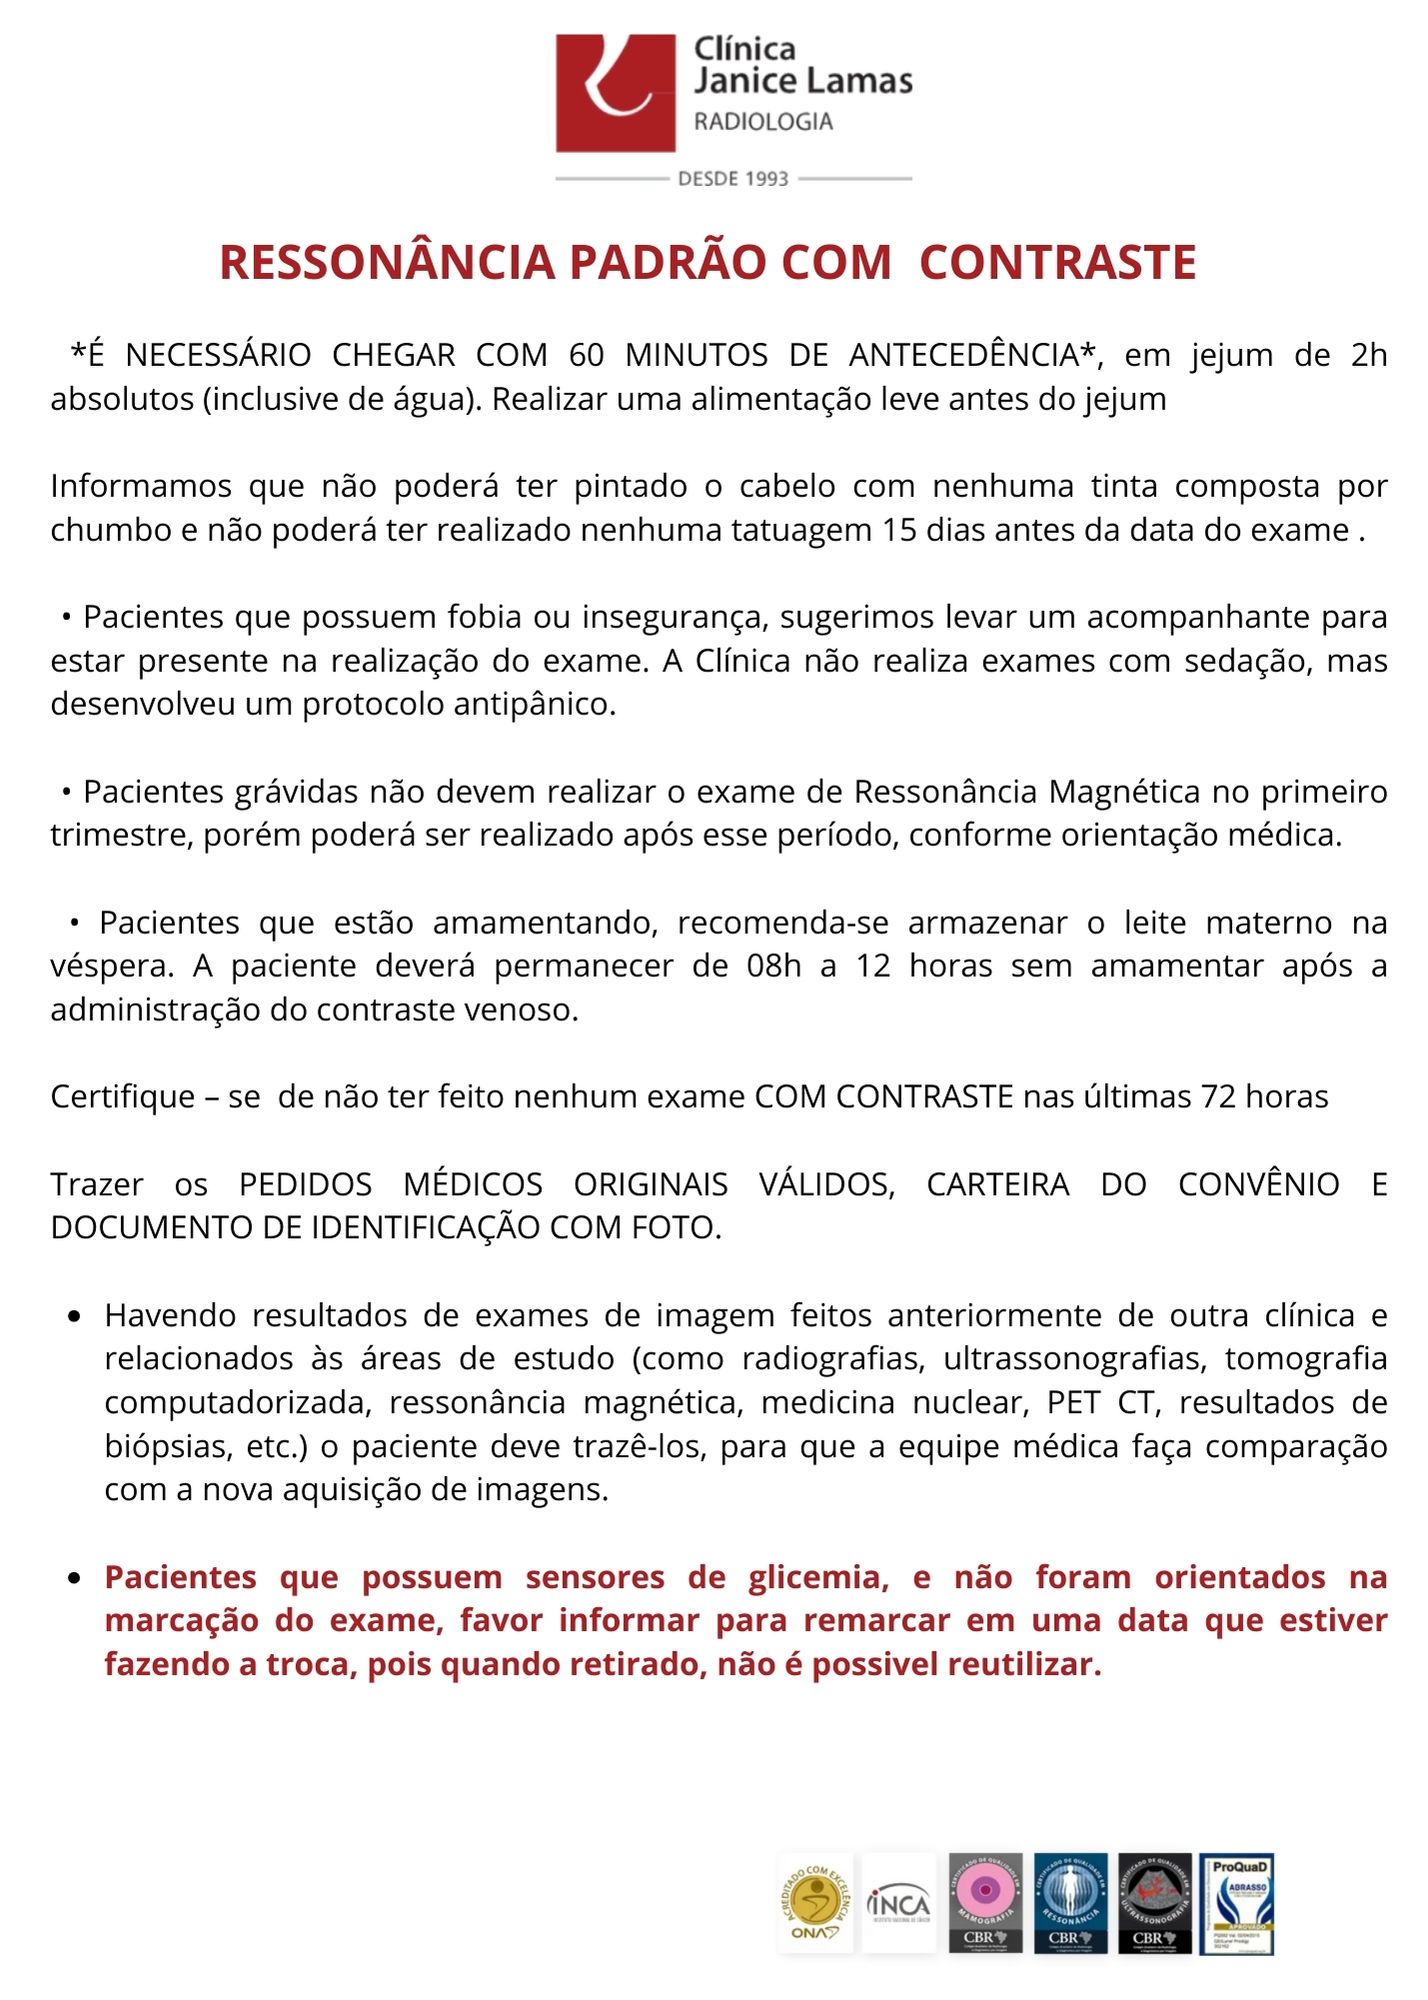 Clínica
Janice Lamas
RADIOLOGIA
DESDE 1993
RESSONÂNCIA PADRÃO COM CONTRASTE
*É NECESSÁRIO CHEGAR COM 60 MINUTOS DE ANTECEDÊNCIA*, em jejum de 2h
absolutos (inclusive de água). Realizar uma alimentação leve antes do jejum
Informamos que não poderá ter pintado o cabelo com nenhuma tinta composta por
chumbo e não poderá ter realizado nenhuma tatuagem 15 dias antes da data do exame .
• Pacientes que possuem fobia ou insegurança, sugerimos levar um acompanhante para
estar presente na realização do exame. A Clínica não realiza exames com sedação, mas
desenvolveu um protocolo antipânico.
• Pacientes grávidas não devem realizar o exame de Ressonância Magnética no primeiro
trimestre, porém poderá ser realizado após esse período, conforme orientação médica.
• Pacientes que estão amamentando, recomenda-se armazenar o leite materno na
véspera. A paciente deverá permanecer de 08h a 12 horas sem amamentar após a
administração do contraste venoso.
Certifique – se de não ter feito nenhum exame COM CONTRASTE nas últimas 72 horas
Trazer os PEDIDOS MÉDICOS ORIGINAIS VÁLIDOS, CARTEIRA DO CONVÊNIO E
DOCUMENTO DE IDENTIFICAÇÃO COM FOTO.
• Havendo resultados de exames de imagem feitos anteriormente de outra clínica e
relacionados às áreas de estudo (como radiografias, ultrassonografias, tomografia
computadorizada, ressonância magnética, medicina nuclear, PET CT, resultados de
biópsias, etc.) o paciente deve trazê-los, para que a equipe médica faça comparação
com a nova aquisição de imagens.
• Pacientes que possuem sensores de glicemia, e não foram orientados na
marcação do exame, favor informar para remarcar em uma data que estiver
fazendo a troca, pois quando retirado, não é possivel reutilizar.
ACREDITADO COM EXCELÊNCIA
ONA
INCA
INSTITUTO NACIONAL DE CÂNCER
CERTIFICADO DE QUALIDADE EM
MAMOGRAFIA
CBR
CERTIFICADO DE QUALIDADE EM
RESSONÂNCIA
CBR
CERTIFICADO DE QUALIDADE EM
ULTRASSONOGRAFIA
CBR
ProQuaD
ABRASSO
APROVADO